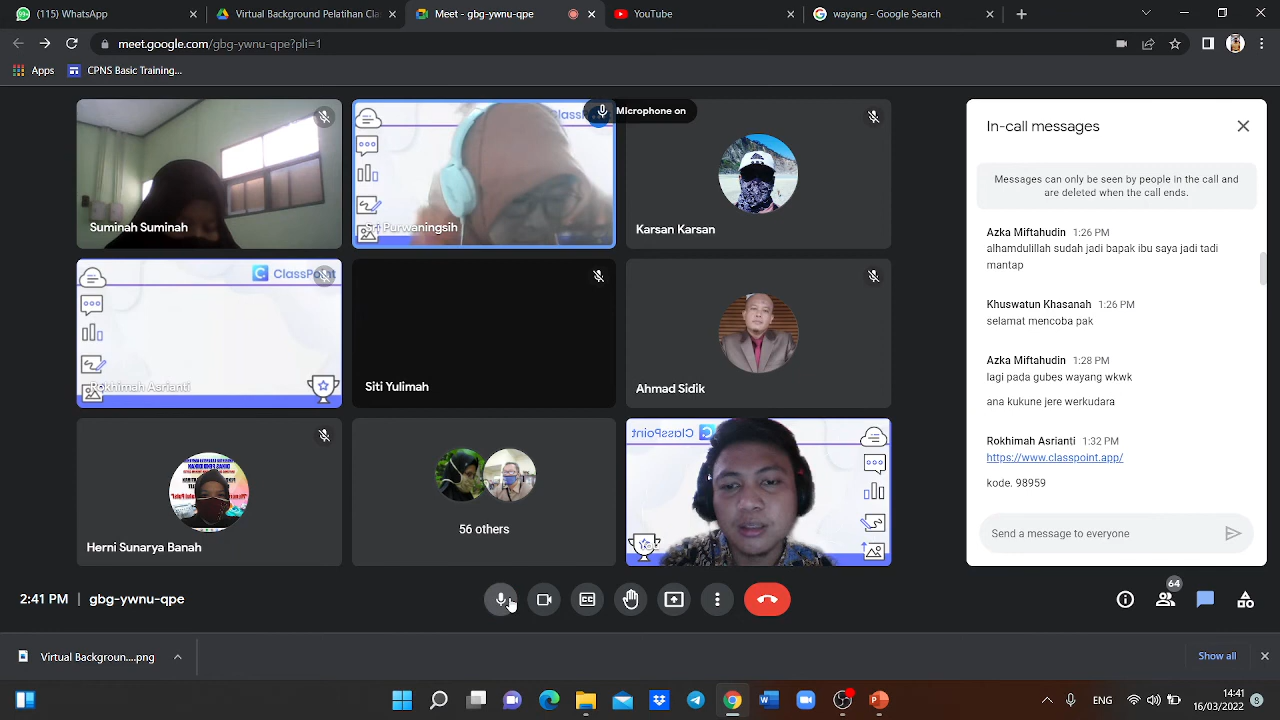 (115) WhatsApp
Virtual Background Pelatihan Cla
Meet - gbg-ywnu-qpe
YouTube
wayang - Google Search
meet.google.com/gbg-ywnu-qpe?pli=1
Apps
CPNS Basic Training...
Microphone on
Suminah Suminah
Purwaningsih
Karsan Karsan
In-call messages
Messages can only be seen by people in the call and
are deleted when the call ends.
Azka Miftahudin 1:26 PM
alhamdulillah sudah jadi bapak ibu saya jadi tadi
mantap
Khuswatun Khasanah 1:26 PM
selamat mencoba pak
Azka Miftahudin 1:28 PM
lagi pada gubes wayang wkwk
ana kukune jere werkudara
Rokhimah Asrianti 1:32 PM
https://www.classpoint.app/
kode. 98959
Send a message to everyone
ClassPoint
Rokhimah Asrianti
Siti Yulimah
Ahmad Sidik
Herni Sunarya Banah
56 others
ClassPoint
2:41 PM | gbg-ywnu-qpe
64
Virtual Backgroun....png
Show all
ENG
14:41
16/03/2022